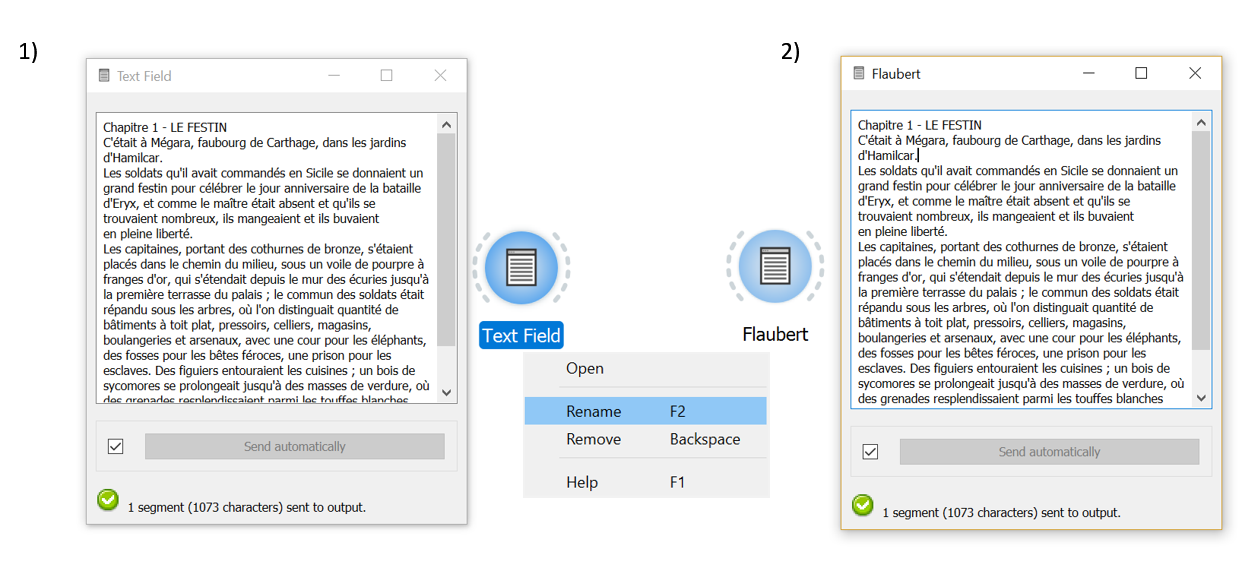 1)
Text Field
Chapitre 1 - LE FESTIN
C'était à Mégara, faubourg de Carthage, dans les jardins
d'Hamilcar.
Les soldats qu'il avait commandés en Sicile se donnaient un
grand festin pour célébrer le jour anniversaire de la bataille
d'Eryx, et comme le maître était absent et qu'ils se
trouvaient nombreux, ils mangeaient et ils buvaient
en pleine liberté.
Les capitaines, portant des cothurnes de bronze, s'étaient
placés dans le chemin du milieu, sous un voile de pourpre à
franges d'or, qui s'étendait depuis le mur des écuries jusqu'à
la première terrasse du palais ; le commun des soldats était
répandu sous les arbres, où l'on distinguait quantité de
bâtiments à toit plat, pressoirs, celliers, magasins,
boulangeries et arsenaux, avec une cour pour les éléphants,
des fosses pour les bêtes féroces, une prison pour les
esclaves. Des figuiers entouraient les cuisines ; un bois de
sycomores se prolongeait jusqu'à des masses de verdure, où
des grenades resplendissaient parmi les touffes blanches
Send automatically
1 segment (1073 characters) sent to output.
Text Field
Open
Rename F2
Remove Backspace
Help F1
Flaubert
2)
Flaubert
Chapitre 1 - LE FESTIN
C'était à Mégara, faubourg de Carthage, dans les jardins
d'Hamilcar.
Les soldats qu'il avait commandés en Sicile se donnaient un
grand festin pour célébrer le jour anniversaire de la bataille
d'Eryx, et comme le maître était absent et qu'ils se
trouvaient nombreux, ils mangeaient et ils buvaient
en pleine liberté.
Les capitaines, portant des cothurnes de bronze, s'étaient
placés dans le chemin du milieu, sous un voile de pourpre à
franges d'or, qui s'étendait depuis le mur des écuries jusqu'à
la première terrasse du palais ; le commun des soldats était
répandu sous les arbres, où l'on distinguait quantité de
bâtiments à toit plat, pressoirs, celliers, magasins,
boulangeries et arsenaux, avec une cour pour les éléphants,
des fosses pour les bêtes féroces, une prison pour les
esclaves. Des figuiers entouraient les cuisines ; un bois de
sycomores se prolongeait jusqu'à des masses de verdure, où
des grenades resplendissaient parmi les touffes blanches
Send automatically
1 segment (1073 characters) sent to output.